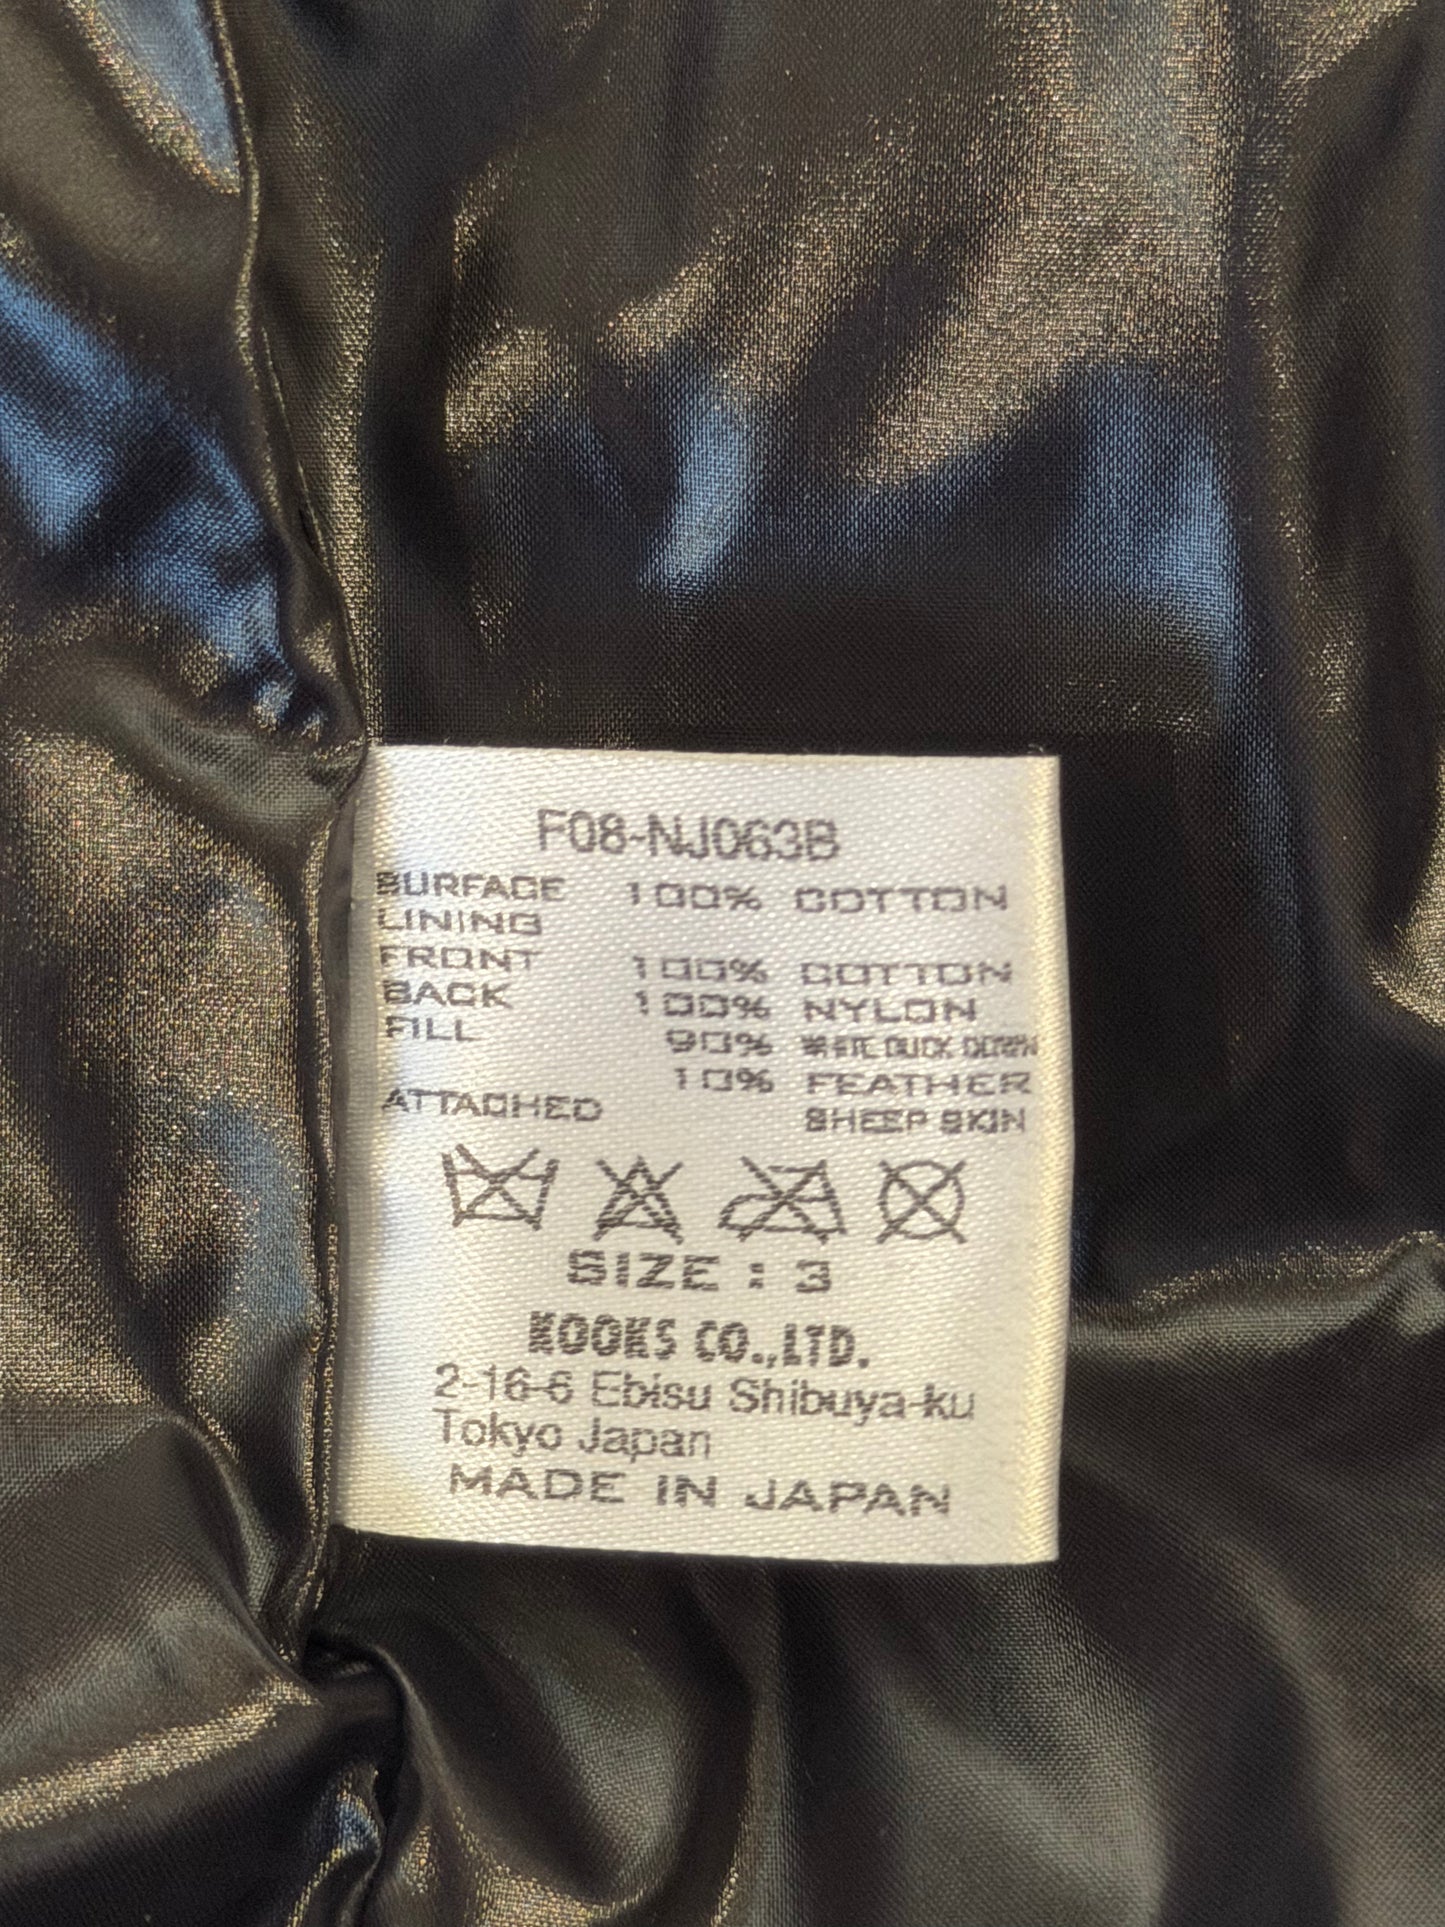 F08-NJ063B
SURFACE 100% COTTON
LINING
FRONT 100% COTTON
BACK 100% NYLON
FILL 90% WHITE DUCK DOWN
10% FEATHER
ATTACHED SHEEP SKIN
SIZE : 3
KOOKS CO.,LTD.
2-16-6 Ebisu Shibuya-ku
Tokyo Japan
MADE IN JAPAN